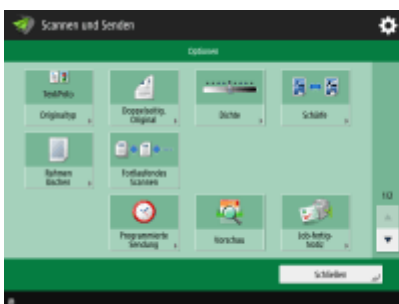 Scannen und Senden
Optionen
Text/Foto
Originaltyp
Doppelseitig. Original
Dichte
Schärfe
Rahmen löschen
Fortlaufendes Scannen
Programmierte Sendung
Vorschau
Job-fertig-Notiz
1/2
Schließen